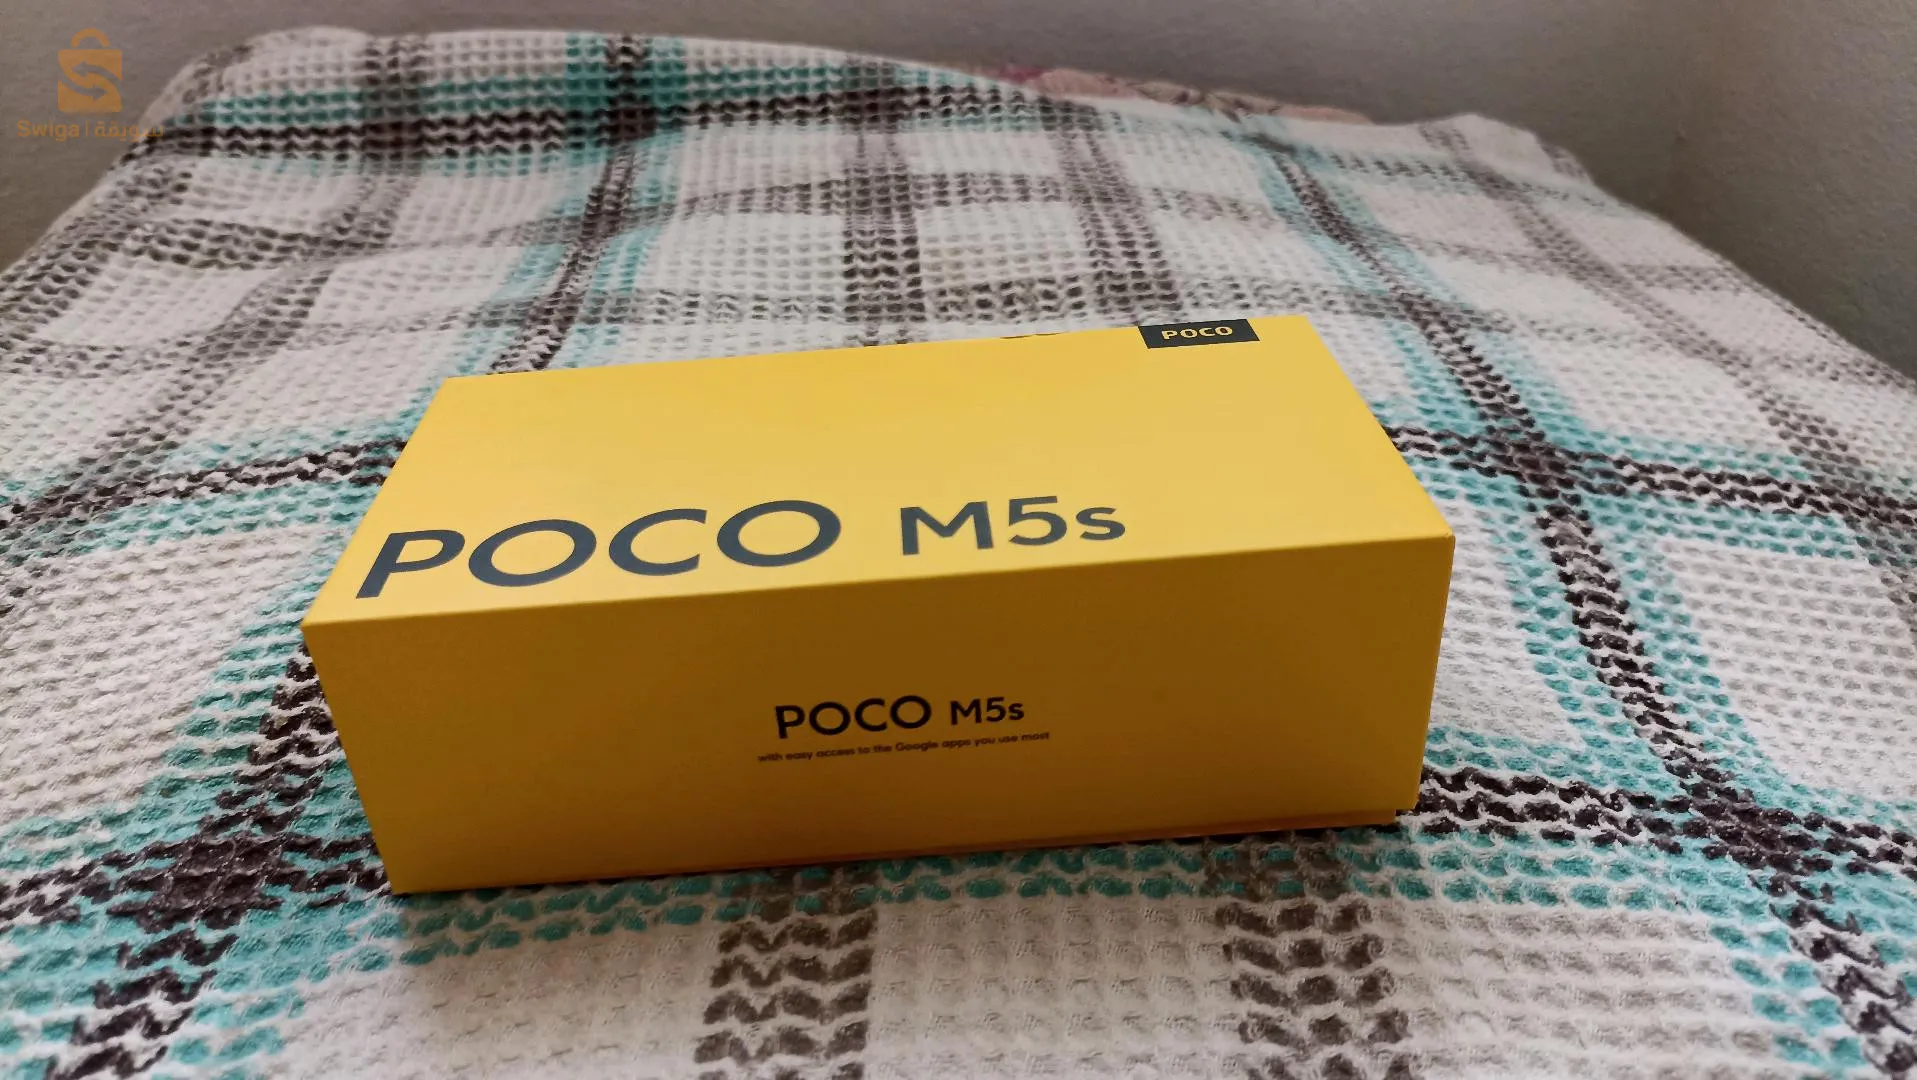 Swiga | سويقة
POCO
POCO M5s
POCO M5s
with easy access to the Google apps you use most